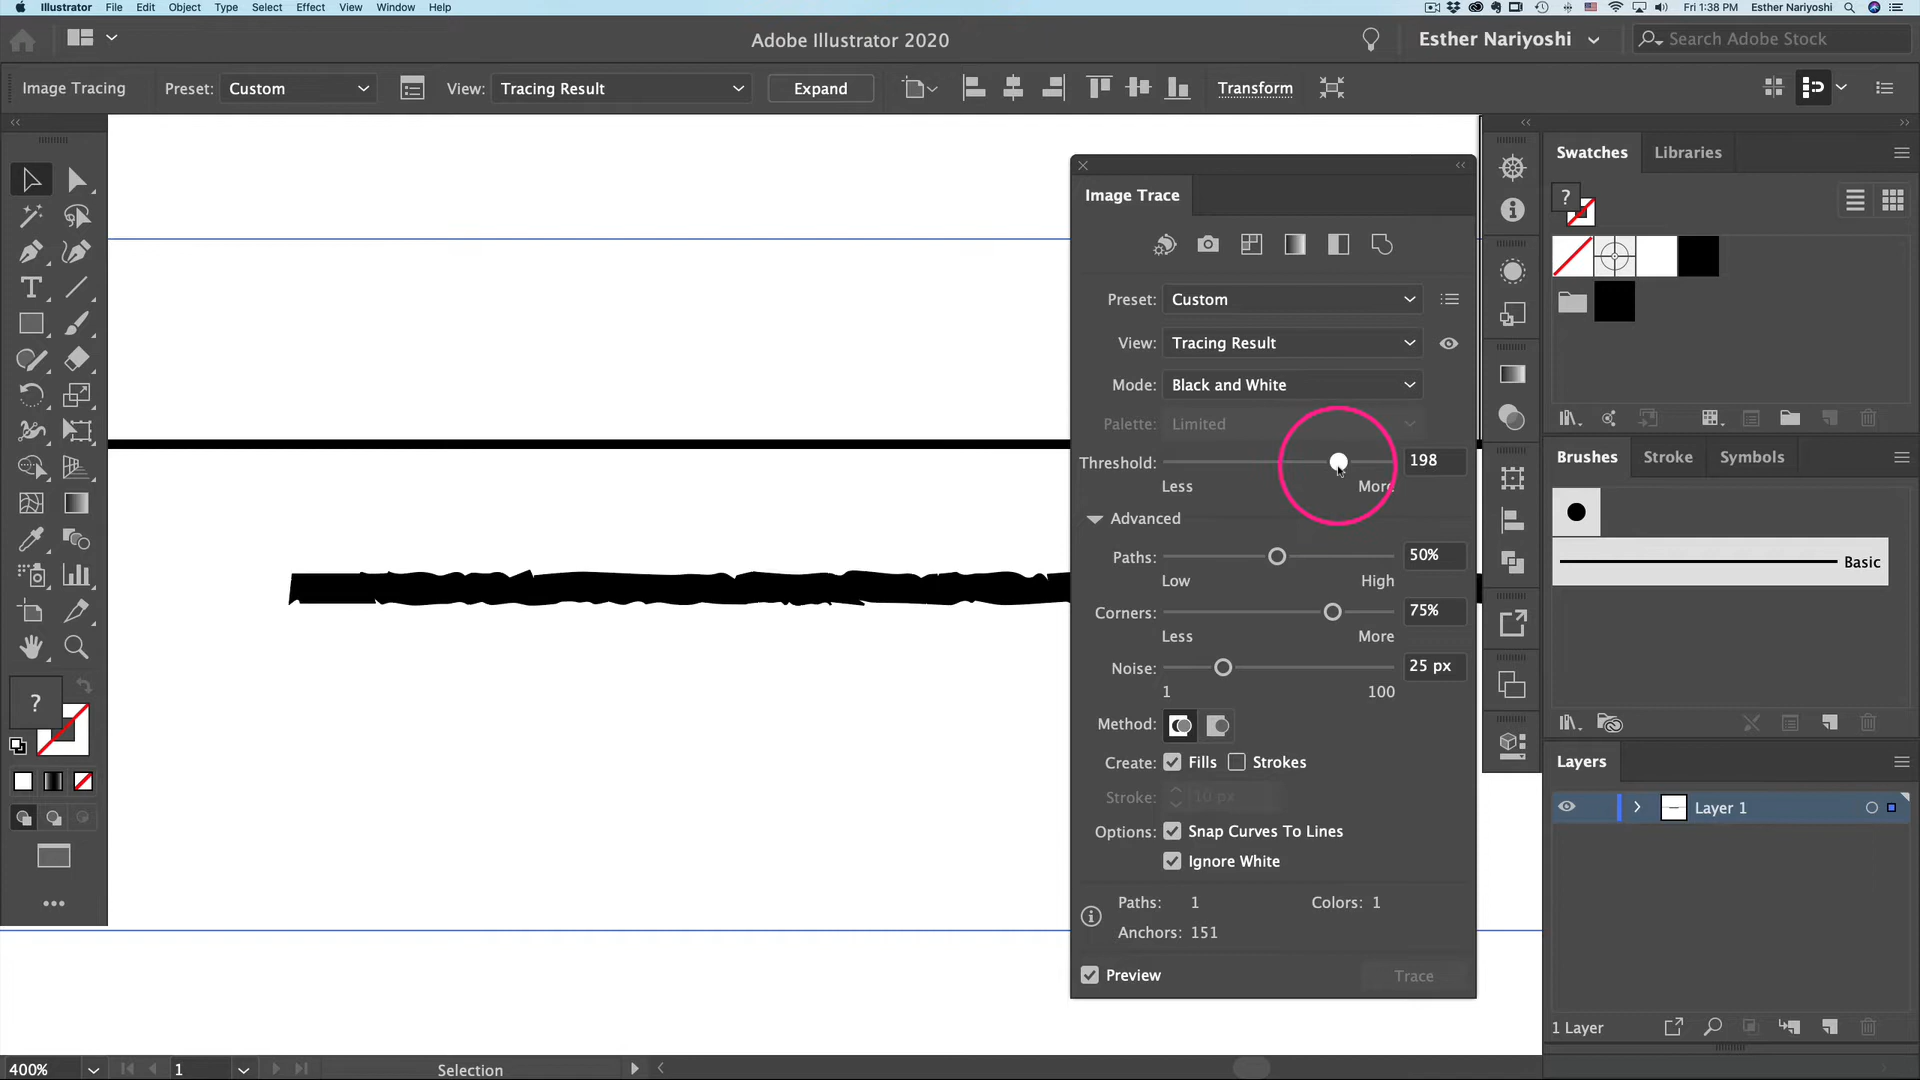 Illustrator File Edit Object Type Select Effect View Window Help Fri 1:38 PM Esther Nariyoshi
Adobe Illustrator 2020 Esther Nariyoshi Search Adobe Stock
Image Tracing Preset: Custom View: Tracing Result Expand Transform
Swatches Libraries
?
Image Trace
Preset: Custom
View: Tracing Result
Mode: Black and White
Palette: Limited
Threshold: 198
Less More
Advanced
Paths: 50%
Low High
Corners: 75%
Less More
Noise: 25 px
1 100
Method:
Create: Fills Strokes
Stroke: 10 px
Options: Snap Curves To Lines
Ignore White
Paths: 1 Colors: 1
Anchors: 151
Preview Trace
Brushes Stroke Symbols
Basic
Layers
Layer 1
1 Layer
?
400% 1 Selection